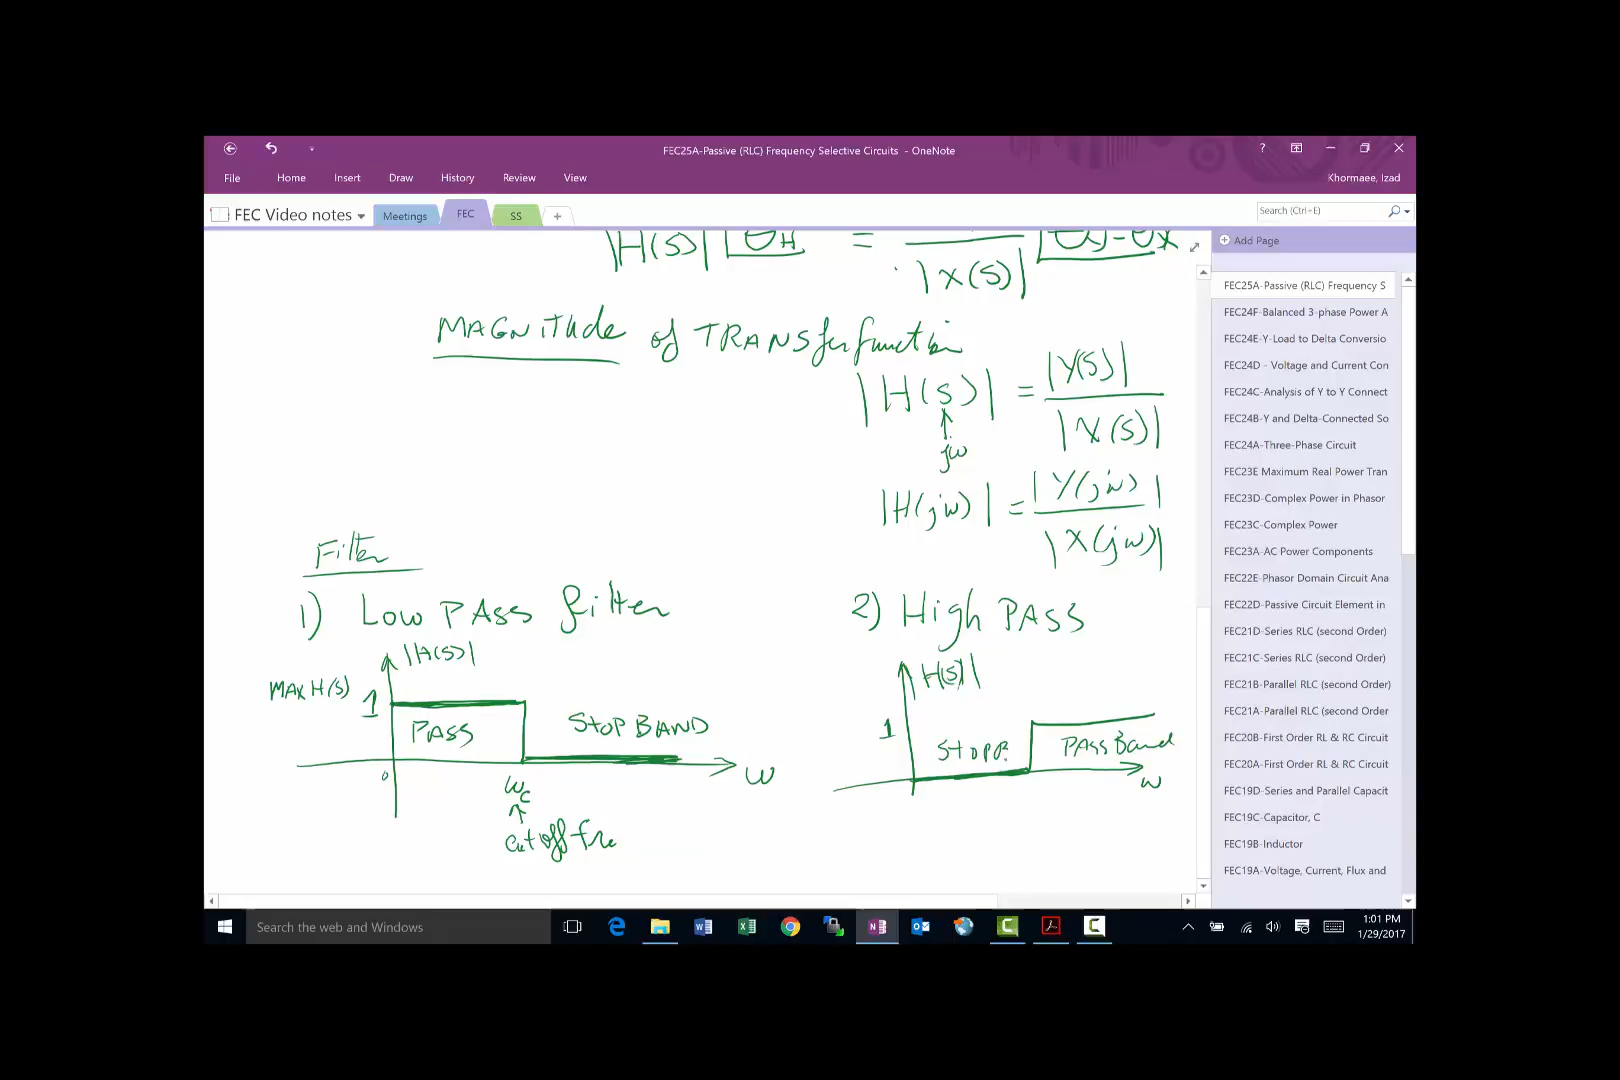 FEC25A-Passive (RLC) Frequency Selective Circuits - OneNote
?
File Home Insert Draw History Review View
Khormaee, Izad
FEC Video notes Meetings FEC SS +
Search (Ctrl+E)
Add Page
FEC25A-Passive (RLC) Frequency S
FEC24F-Balanced 3-phase Power A
FEC24E-Y-Load to Delta Conversio
FEC24D - Voltage and Current Con
FEC24C-Analysis of Y to Y Connect
FEC24B-Y and Delta-Connected So
FEC24A-Three-Phase Circuit
FEC23E Maximum Real Power Tran
FEC23D-Complex Power in Phasor
FEC23C-Complex Power
FEC23A-AC Power Components
FEC22E-Phasor Domain Circuit Ana
FEC22D-Passive Circuit Element in
FEC21D-Series RLC (second Order)
FEC21C-Series RLC (second Order)
FEC21B-Parallel RLC (second Order)
FEC21A-Parallel RLC (second Order
FEC20B-First Order RL & RC Circuit
FEC20A-First Order RL & RC Circuit
FEC19D-Series and Parallel Capacit
FEC19C-Capacitor, C
FEC19B-Inductor
FEC19A-Voltage, Current, Flux and
|H(S)| θH =
|X(S)|
MAGNITude of TRANSferfunction
|H(S)| = |Y(S)|
|X(S)|
jω
|H(jω)| = |Y(jω)|
|X(jω)|
Filter
1) Low PAss filter
|H(S)|
MAX H(S) 1
PASS
StoP BAND
0
ωc
ω
cut off fre
2) High PASS
|H(S)|
1
PASS Band
ω
Search the web and Windows
1:01 PM
1/29/2017